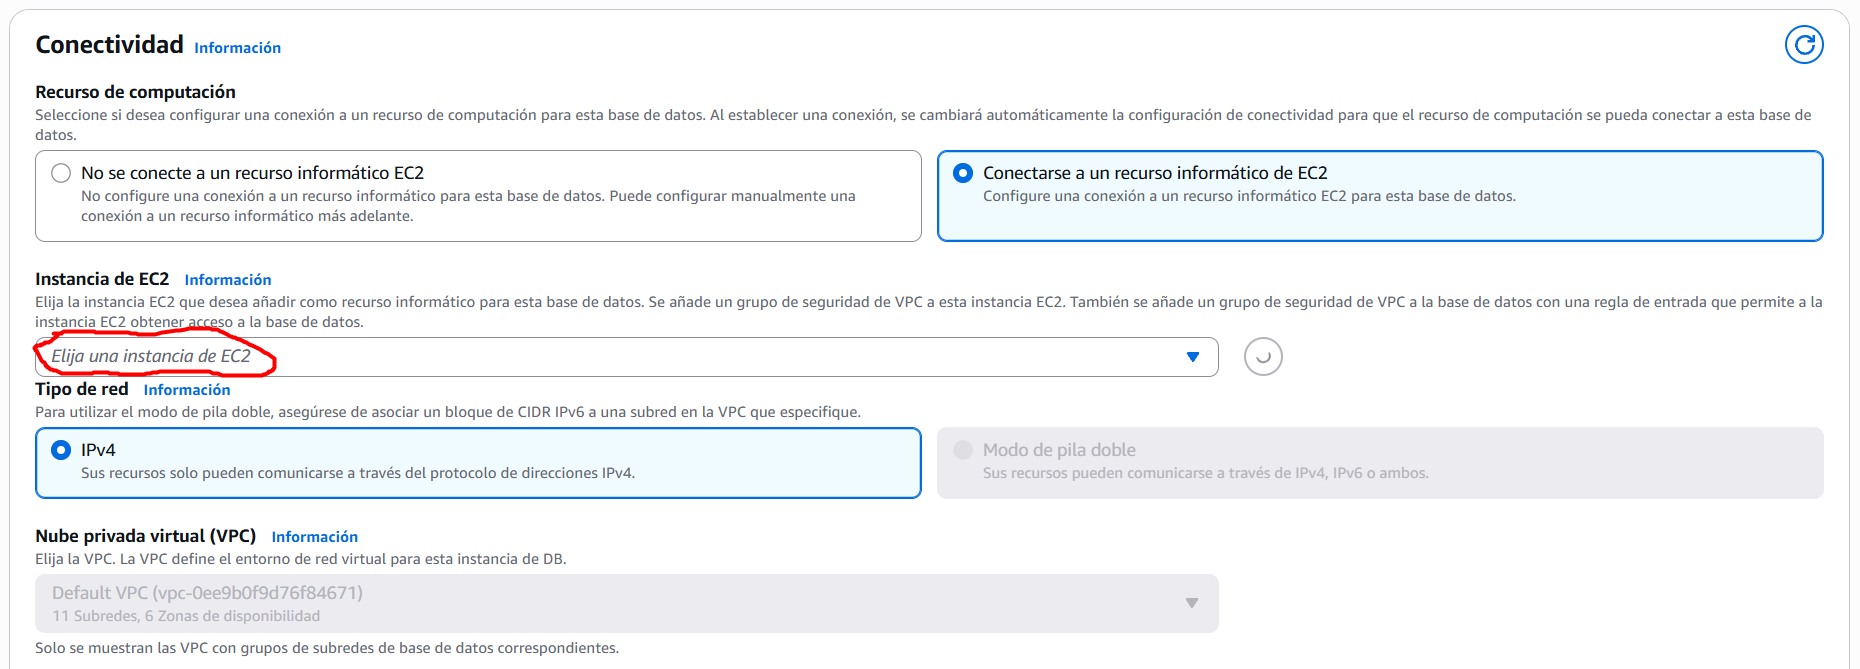 Conectividad Información
Recurso de computación
Seleccione si desea configurar una conexión a un recurso de computación para esta base de datos. Al establecer una conexión, se cambiará automáticamente la configuración de conectividad para que el recurso de computación se pueda conectar a esta base de
datos.
No se conecte a un recurso informático EC2
No configure una conexión a un recurso informático para esta base de datos. Puede configurar manualmente una
conexión a un recurso informático más adelante.
Conectarse a un recurso informático de EC2
Configure una conexión a un recurso informático EC2 para esta base de datos.
Instancia de EC2 Información
Elija la instancia EC2 que desea añadir como recurso informático para esta base de datos. Se añade un grupo de seguridad de VPC a esta instancia EC2. También se añade un grupo de seguridad de VPC a la base de datos con una regla de entrada que permite a la
instancia EC2 obtener acceso a la base de datos.
Elija una instancia de EC2
Tipo de red Información
Para utilizar el modo de pila doble, asegúrese de asociar un bloque de CIDR IPv6 a una subred en la VPC que especifique.
IPv4
Sus recursos solo pueden comunicarse a través del protocolo de direcciones IPv4.
Modo de pila doble
Sus recursos pueden comunicarse a través de IPv4, IPv6 o ambos.
Nube privada virtual (VPC) Información
Elija la VPC. La VPC define el entorno de red virtual para esta instancia de DB.
Default VPC (vpc-0ee9b0f9d76f84671)
11 Subredes, 6 Zonas de disponibilidad
Solo se muestran las VPC con grupos de subredes de base de datos correspondientes.